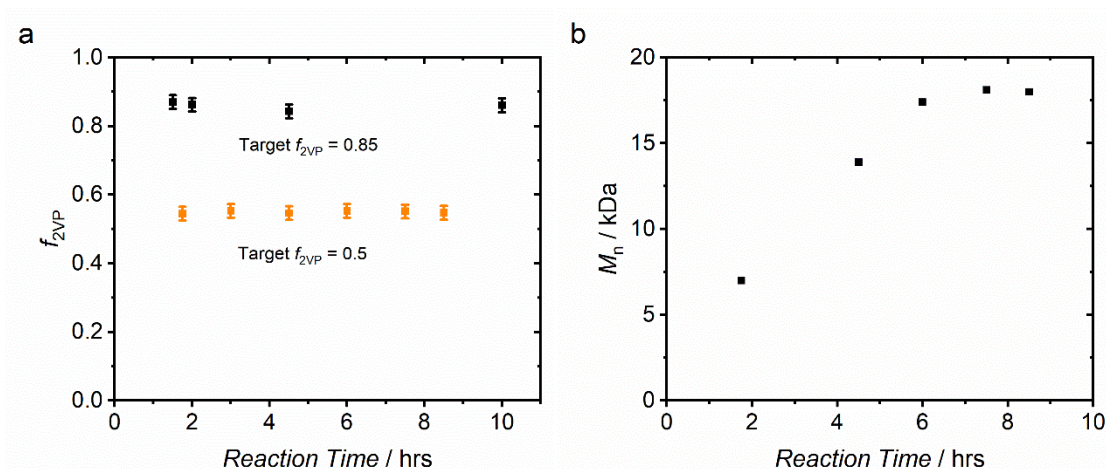 a
1.0
0.8
0.6
0.4
0.2
0.0
f2VP
Target f2VP = 0.85
Target f2VP = 0.5
0 2 4 6 8 10
Reaction Time / hrs
b
20
15
10
5
0
Mn / kDa
0 2 4 6 8 10
Reaction Time / hrs